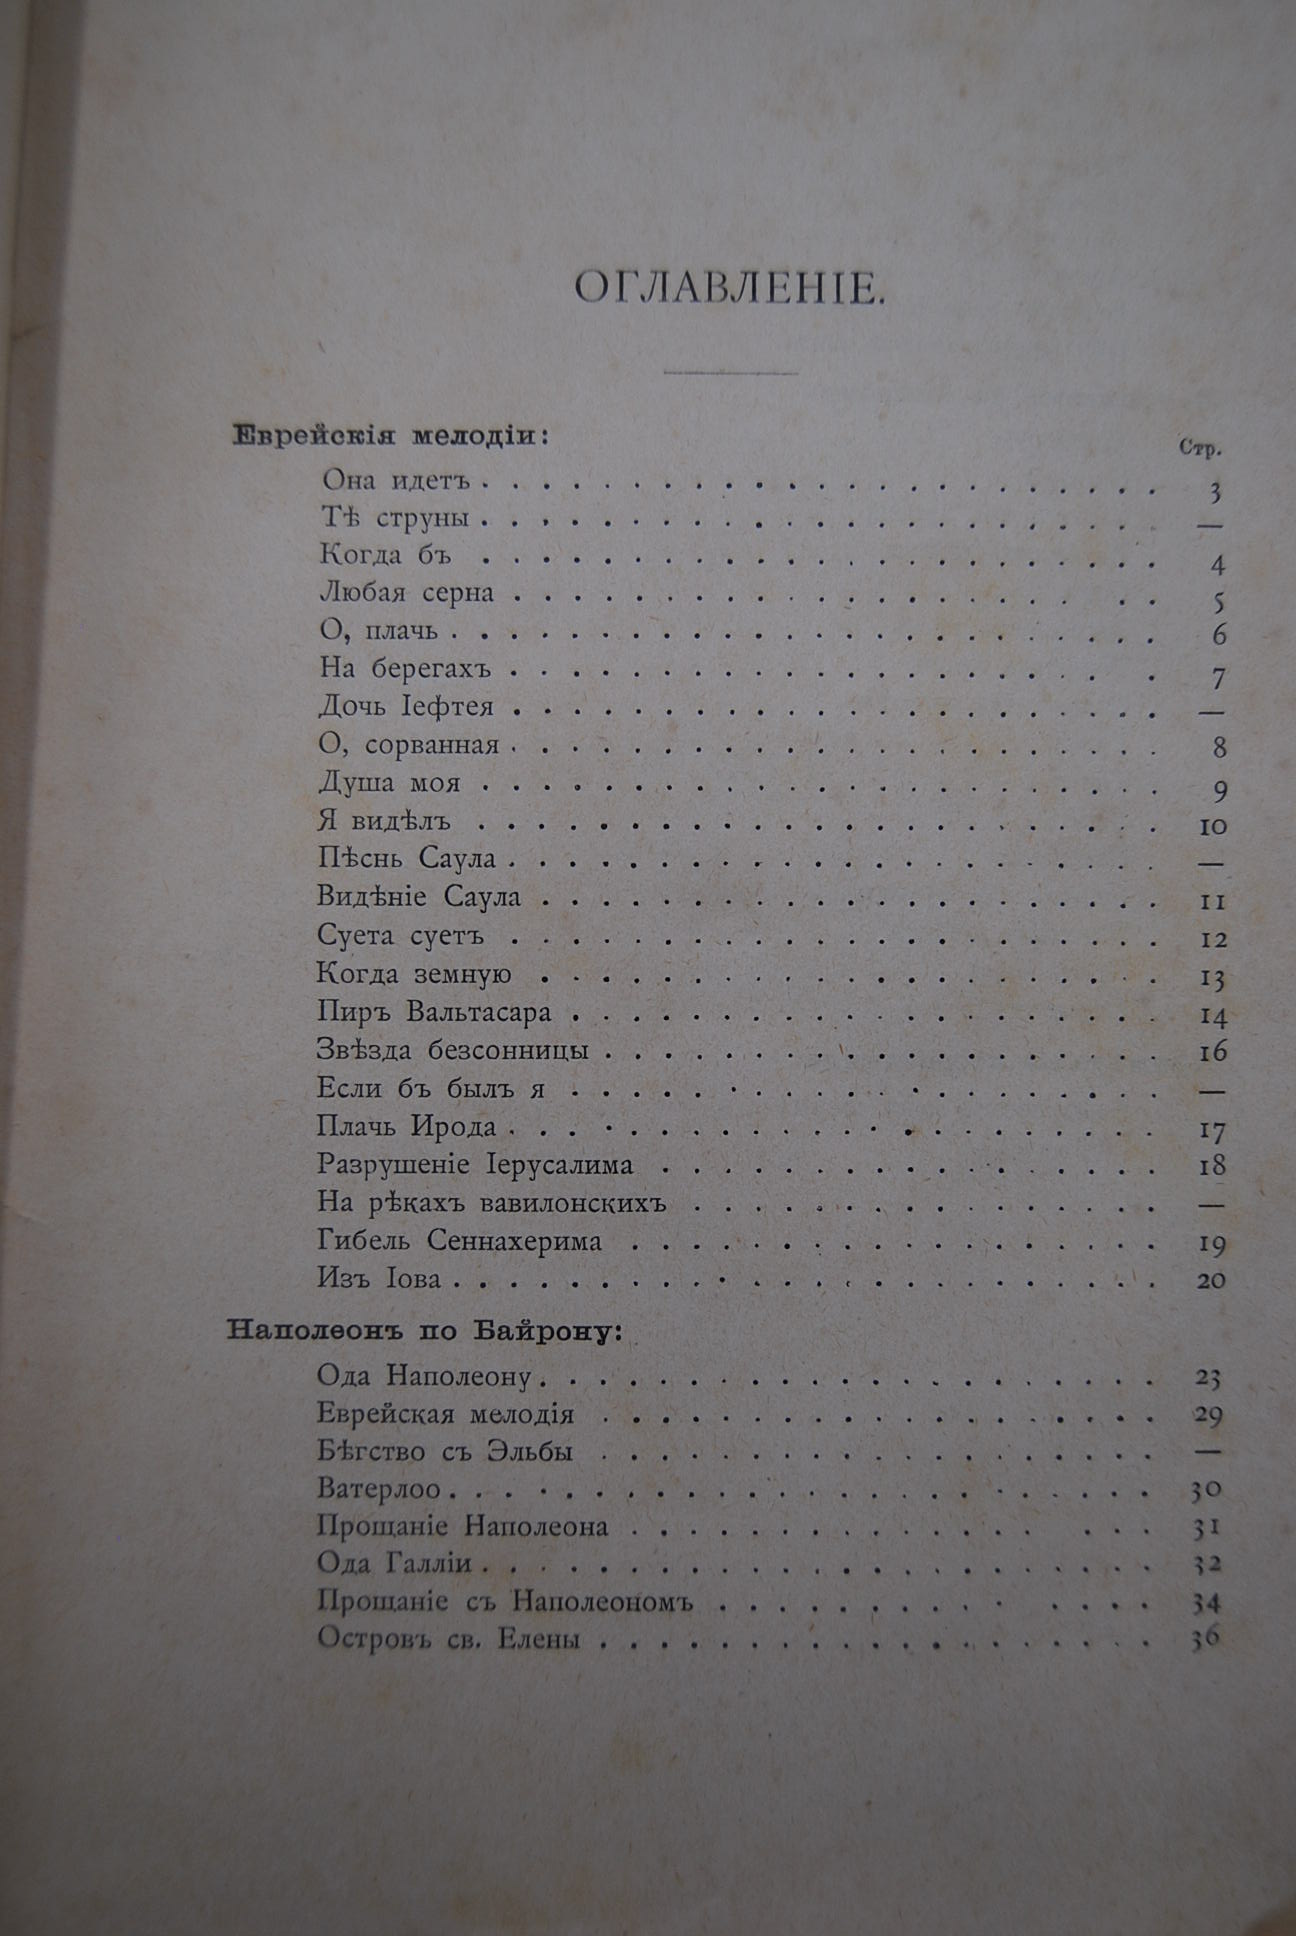 ОГЛАВЛЕНІЕ.
Еврейскія мелодіи:
Стр.
Она идетъ . . . . . . . . . . . . . . . . . . . . . . . 3
Тѣ струны . . . . . . . . . . . . . . . . . . . . . . . —
Когда бъ . . . . . . . . . . . . . . . . . . . . . . . 4
Любая серна . . . . . . . . . . . . . . . . . . . . . 5
О, плачь . . . . . . . . . . . . . . . . . . . . . . . . 6
На берегахъ . . . . . . . . . . . . . . . . . . . . . 7
Дочь Іефтея . . . . . . . . . . . . . . . . . . . . . . —
О, сорванная . . . . . . . . . . . . . . . . . . . . . . 8
Душа моя . . . . . . . . . . . . . . . . . . . . . . . 9
Я видѣлъ . . . . . . . . . . . . . . . . . . . . . . . 10
Пѣснь Саула . . . . . . . . . . . . . . . . . . . . . . —
Видѣніе Саула . . . . . . . . . . . . . . . . . . . . . 11
Суета суетъ . . . . . . . . . . . . . . . . . . . . . . 12
Когда земную . . . . . . . . . . . . . . . . . . . . . 13
Пиръ Вальтасара . . . . . . . . . . . . . . . . . . . . 14
Звѣзда безсонницы . . . . . . . . . . . . . . . . . . . 16
Если бъ былъ я . . . . . . . . . . . . . . . . . . . . —
Плачь Ирода . . . . . . . . . . . . . . . . . . . . . . 17
Разрушеніе Іерусалима . . . . . . . . . . . . . . . . . 18
На рѣкахъ вавилонскихъ . . . . . . . . . . . . . . . . —
Гибель Сеннахерима . . . . . . . . . . . . . . . . . . 19
Изъ Іова . . . . . . . . . . . . . . . . . . . . . . . . 20
Наполеонъ по Байрону:
Ода Наполеону . . . . . . . . . . . . . . . . . . . . . 23
Еврейская мелодія . . . . . . . . . . . . . . . . . . . 29
Бѣгство съ Эльбы . . . . . . . . . . . . . . . . . . . —
Ватерлоо . . . . . . . . . . . . . . . . . . . . . . . . 30
Прощаніе Наполеона . . . . . . . . . . . . . . . . . 31
Ода Галліи . . . . . . . . . . . . . . . . . . . . . . . 32
Прощаніе съ Наполеономъ . . . . . . . . . . . . . . 34
Островъ св. Елены . . . . . . . . . . . . . . . . . . . 36